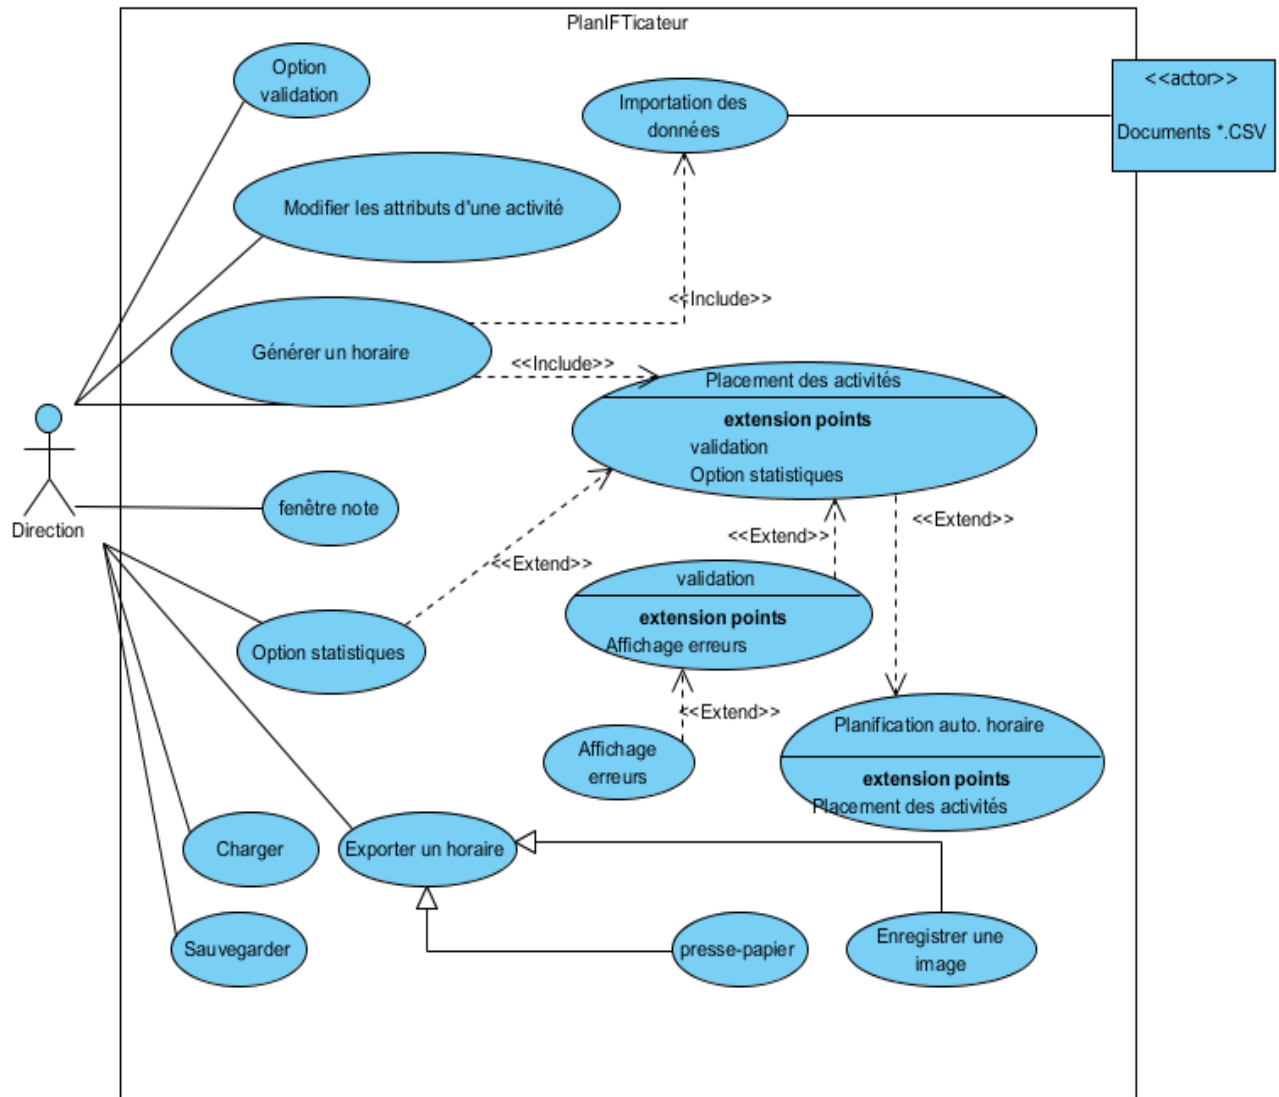 PlanIFTicateur
Option
validation
Importation des
données
<<actor>>
Documents *.CSV
Modifier les attributs d'une activité
<<Include>>
Générer un horaire
<<Include>>
Placement des activités
extension points
validation
Option statistiques
Direction
fenêtre note
<<Extend>>
<<Extend>>
<<Extend>>
validation
extension points
Affichage erreurs
Option statistiques
<<Extend>>
Affichage
erreurs
Planification auto. horaire
extension points
Placement des activités
Charger
Exporter un horaire
Sauvegarder
presse-papier
Enregistrer une
image